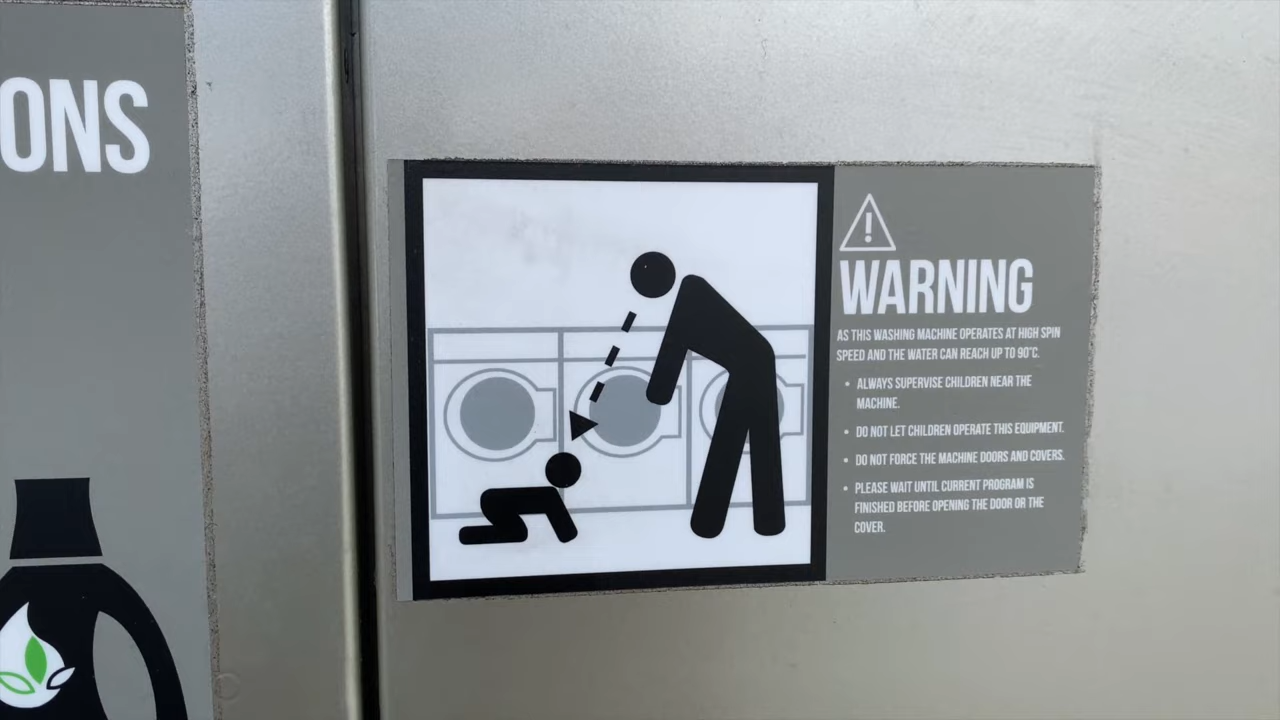 ONS
!
WARNING
AS THIS WASHING MACHINE OPERATES AT HIGH SPIN
SPEED AND THE WATER CAN REACH UP TO 90°C.
• ALWAYS SUPERVISE CHILDREN NEAR THE
MACHINE.
• DO NOT LET CHILDREN OPERATE THIS EQUIPMENT.
• DO NOT FORCE THE MACHINE DOORS AND COVERS.
• PLEASE WAIT UNTIL CURRENT PROGRAM IS
FINISHED BEFORE OPENING THE DOOR OR THE
COVER.